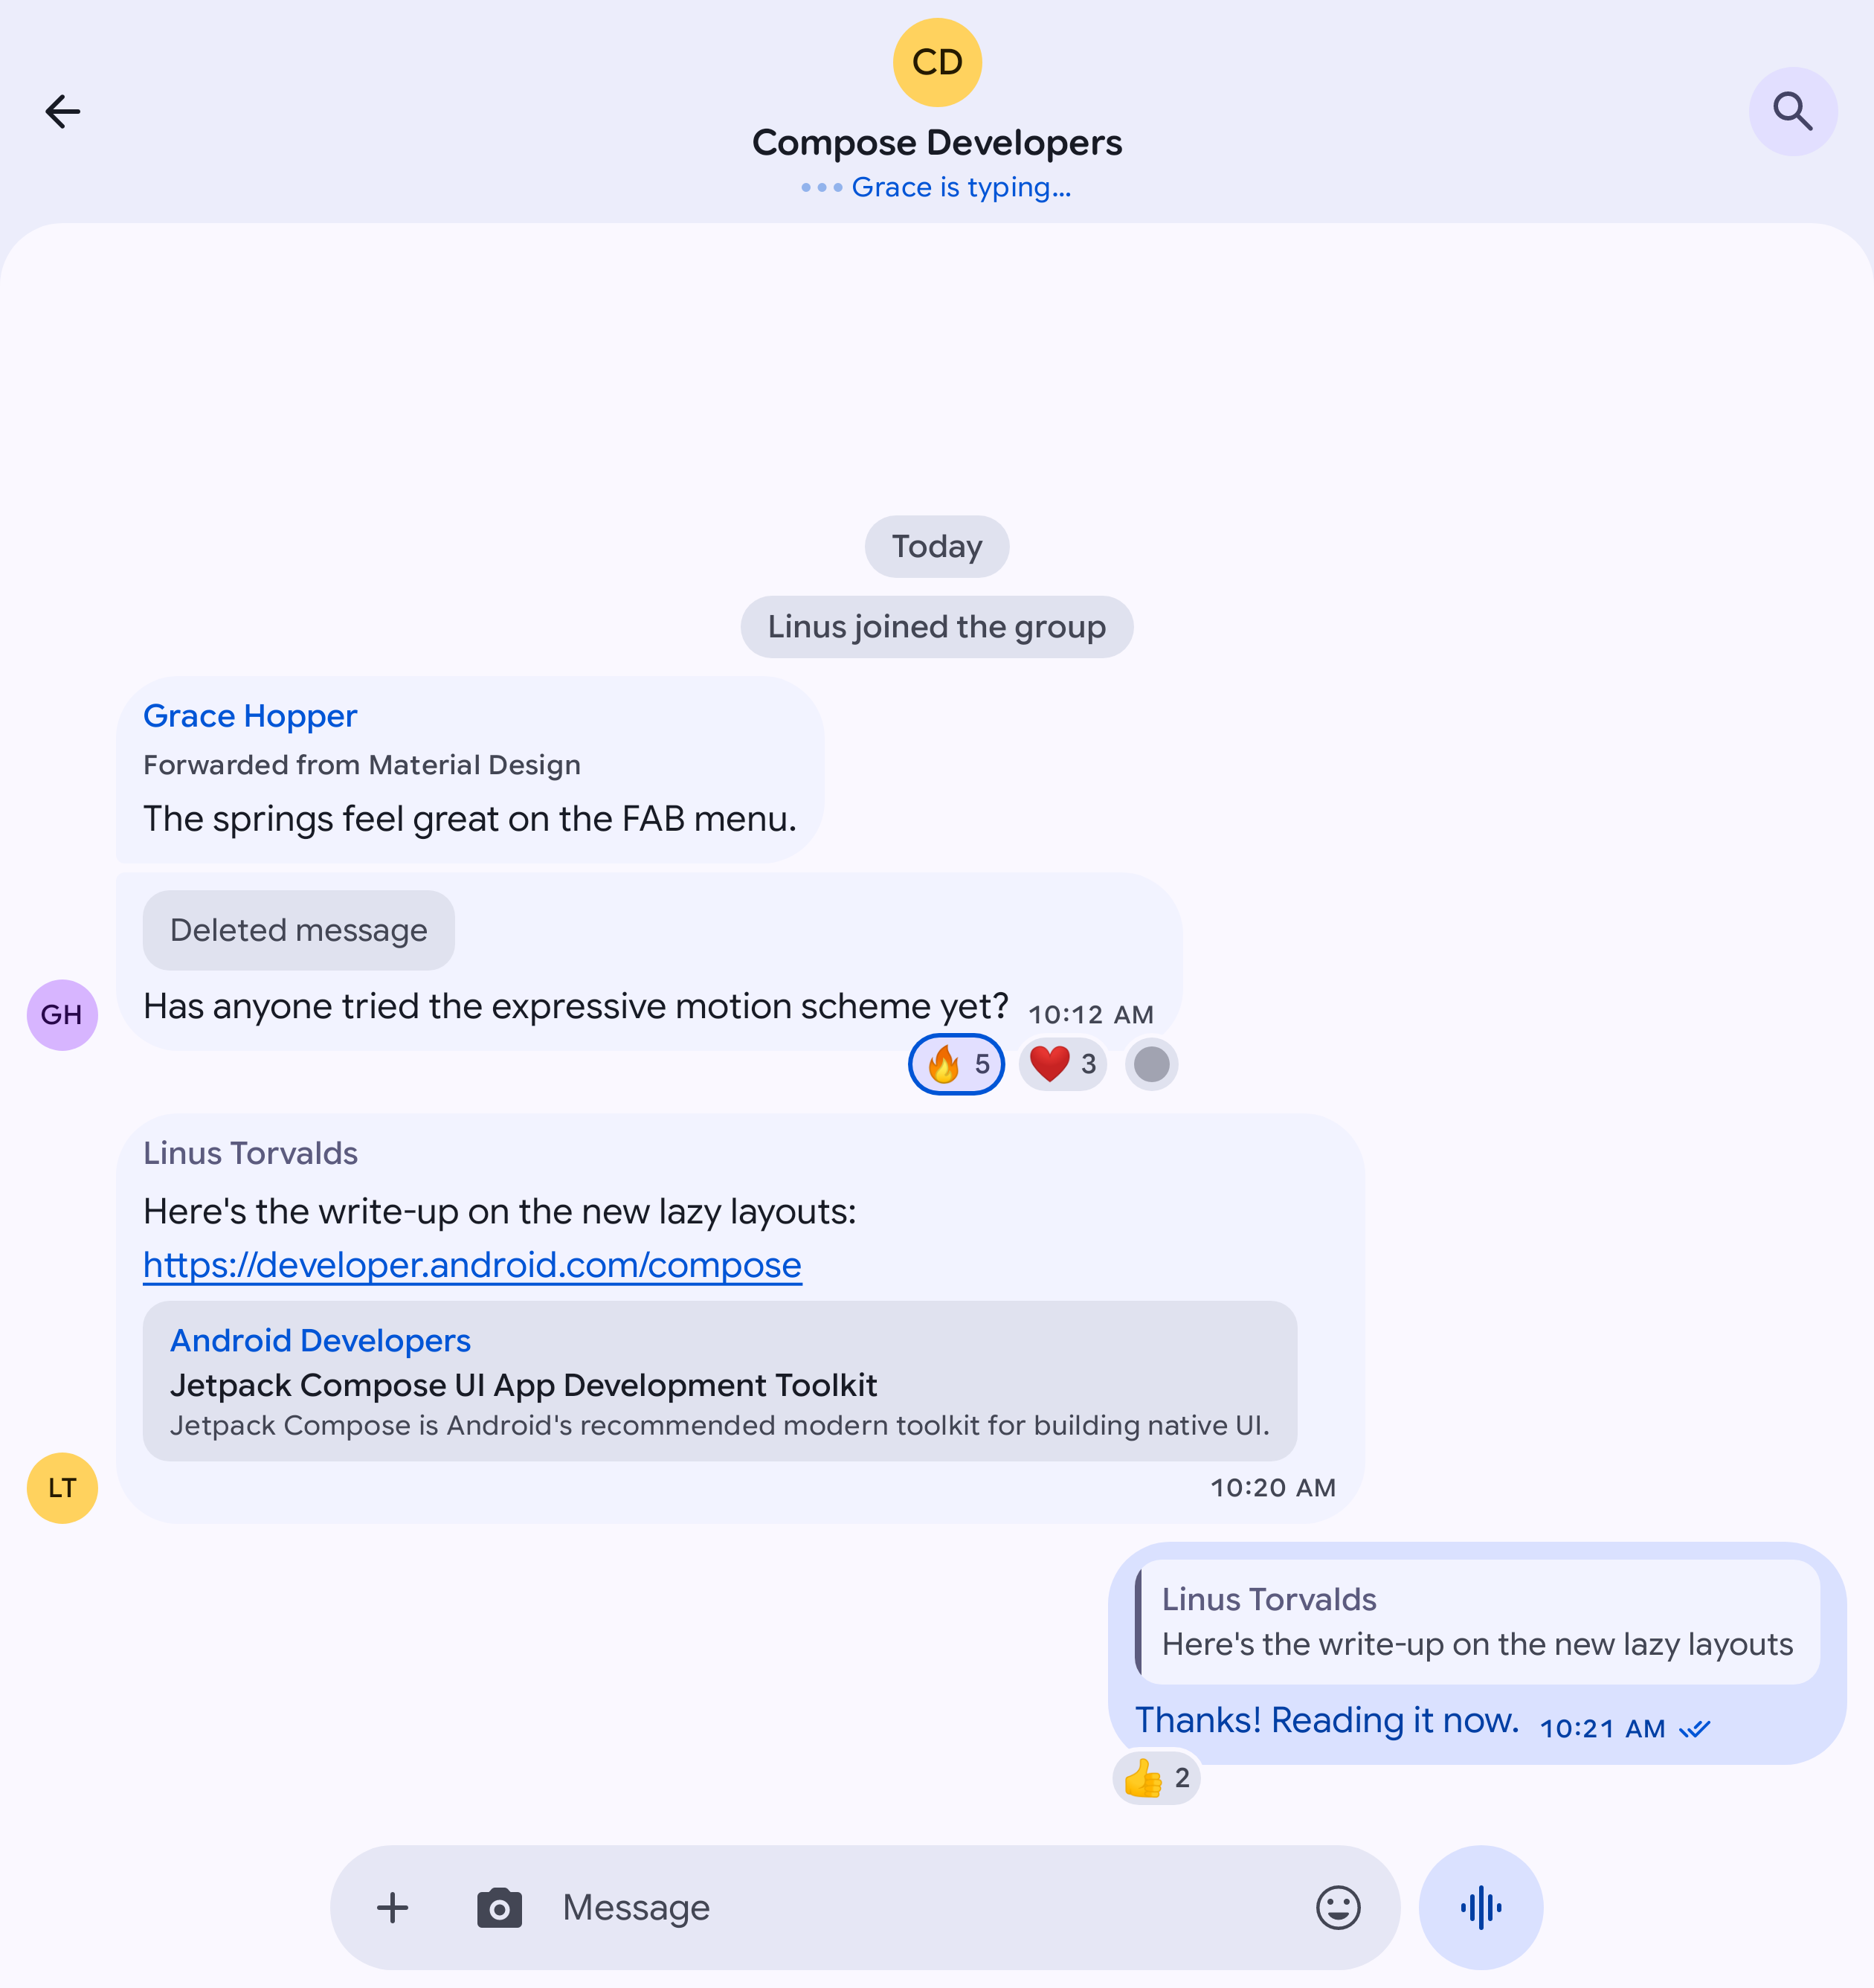 CD
Compose Developers
Grace is typing...
Today
Linus joined the group
Grace Hopper
Forwarded from Material Design
The springs feel great on the FAB menu.
Deleted message
Has anyone tried the expressive motion scheme yet? 10:12 AM
GH
5 3
Linus Torvalds
Here's the write-up on the new lazy layouts:
https://developer.android.com/compose
Android Developers
Jetpack Compose UI App Development Toolkit
Jetpack Compose is Android's recommended modern toolkit for building native UI.
LT
10:20 AM
Linus Torvalds
Here's the write-up on the new lazy layouts
Thanks! Reading it now. 10:21 AM
2
Message